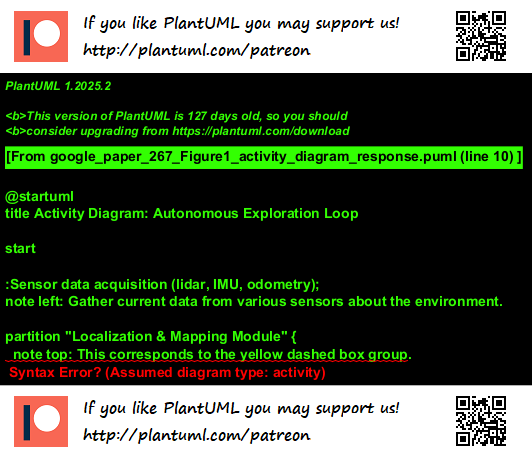 If you like PlantUML you may support us!
http://plantuml.com/patreon
PlantUML 1.2025.2
<b>This version of PlantUML is 127 days old, so you should
<b>consider upgrading from https://plantuml.com/download
[From google_paper_267_Figure1_activity_diagram_response.puml (line 10) ]
@startuml
title Activity Diagram: Autonomous Exploration Loop
start
:Sensor data acquisition (lidar, IMU, odometry);
note left: Gather current data from various sensors about the environment.
partition "Localization & Mapping Module" {
note top: This corresponds to the yellow dashed box group.
Syntax Error? (Assumed diagram type: activity)
If you like PlantUML you may support us!
http://plantuml.com/patreon